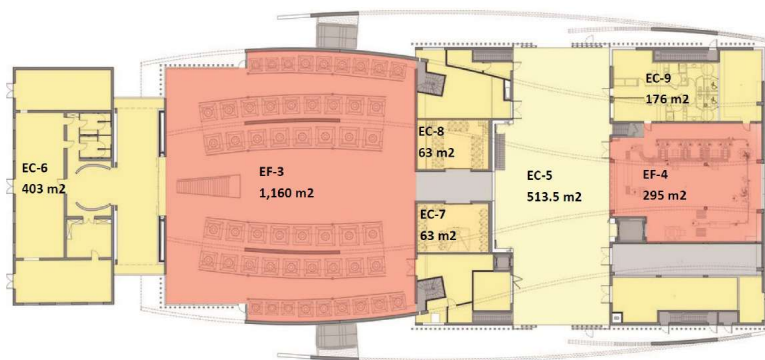 EC-9
176 m2
EC-8
63 m2
EC-6
403 m2
EF-3
1,160 m2
EC-5
513.5 m2
EF-4
295 m2
EC-7
63 m2